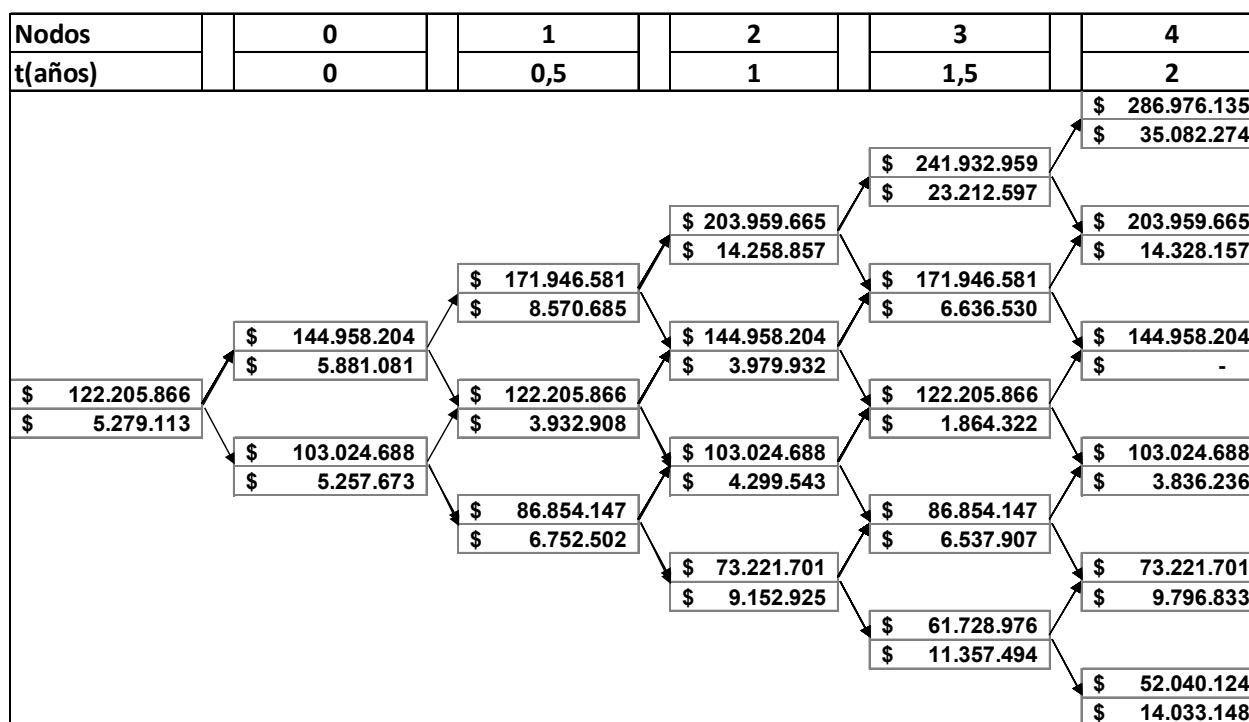 Nodos 0 1 2 3 4
t(años) 0 0,5 1 1,5 2
$ 286.976.135
$ 35.082.274
$ 241.932.959
$ 23.212.597
$ 203.959.665 $ 203.959.665
$ 14.258.857 $ 14.328.157
$ 171.946.581 $ 171.946.581
$ 8.570.685 $ 6.636.530
$ 144.958.204 $ 144.958.204 $ 144.958.204
$ 5.881.081 $ 3.979.932 $ -
$ 122.205.866 $ 122.205.866 $ 122.205.866
$ 5.279.113 $ 3.932.908 $ 1.864.322
$ 103.024.688 $ 103.024.688 $ 103.024.688
$ 5.257.673 $ 4.299.543 $ 3.836.236
$ 86.854.147 $ 86.854.147
$ 6.752.502 $ 6.537.907
$ 73.221.701 $ 73.221.701
$ 9.152.925 $ 9.796.833
$ 61.728.976
$ 11.357.494
$ 52.040.124
$ 14.033.148